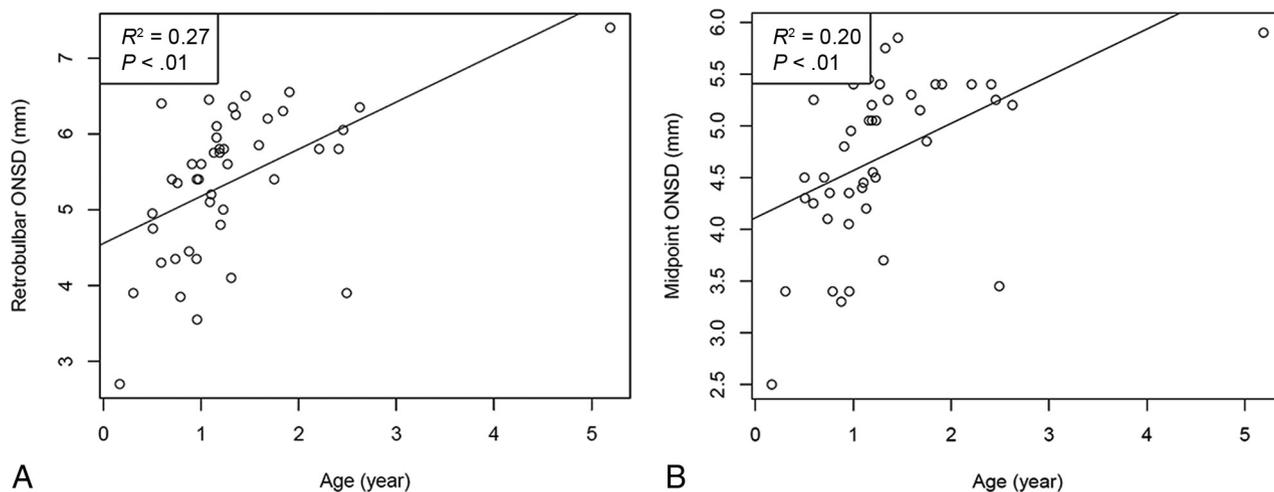 R² = 0.27
P < .01
Retrobulbar ONSD (mm)
7
6
5
4
3
0 1 2 3 4 5
Age (year)
A
R² = 0.20
P < .01
Midpoint ONSD (mm)
6.0
5.5
5.0
4.5
4.0
3.5
3.0
2.5
0 1 2 3 4 5
Age (year)
B